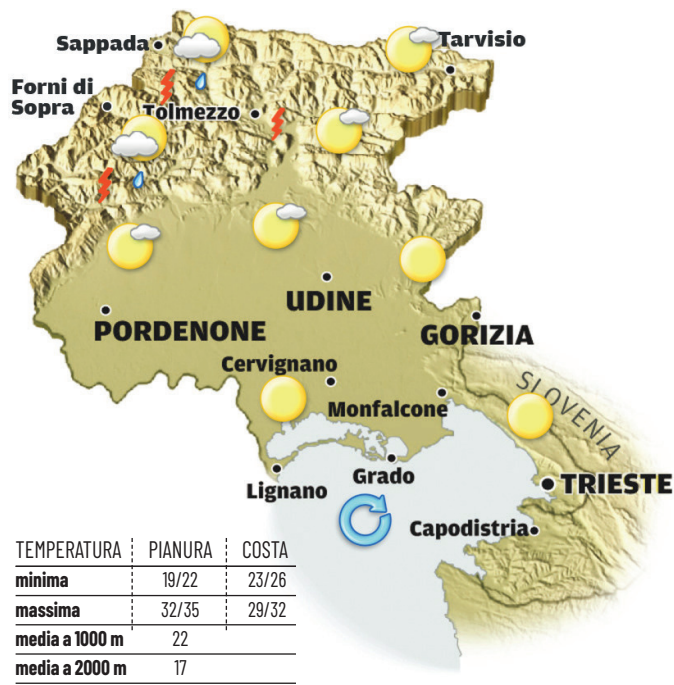 Sappada
Tarvisio
Forni di
Sopra
Tolmezzo
UDINE
PORDENONE
GORIZIA
Cervignano
SLOVENIA
Monfalcone
Grado
Lignano
TRIESTE
Capodistria
TEMPERATURA PIANURA COSTA
minima 19/22 23/26
massima 32/35 29/32
media a 1000 m 22
media a 2000 m 17